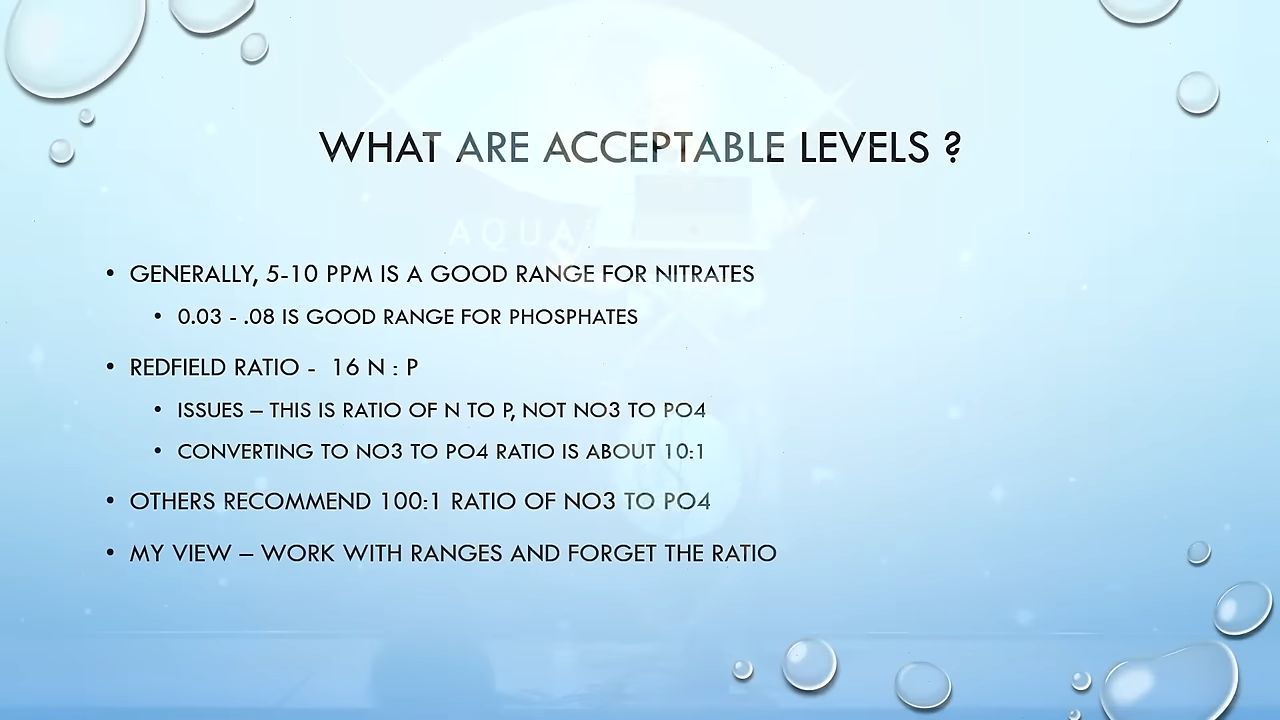 WHAT ARE ACCEPTABLE LEVELS ?
AQUA
• GENERALLY, 5-10 PPM IS A GOOD RANGE FOR NITRATES
• 0.03 - .08 IS GOOD RANGE FOR PHOSPHATES
• REDFIELD RATIO - 16 N : P
• ISSUES – THIS IS RATIO OF N TO P, NOT NO3 TO PO4
• CONVERTING TO NO3 TO PO4 RATIO IS ABOUT 10:1
• OTHERS RECOMMEND 100:1 RATIO OF NO3 TO PO4
• MY VIEW – WORK WITH RANGES AND FORGET THE RATIO